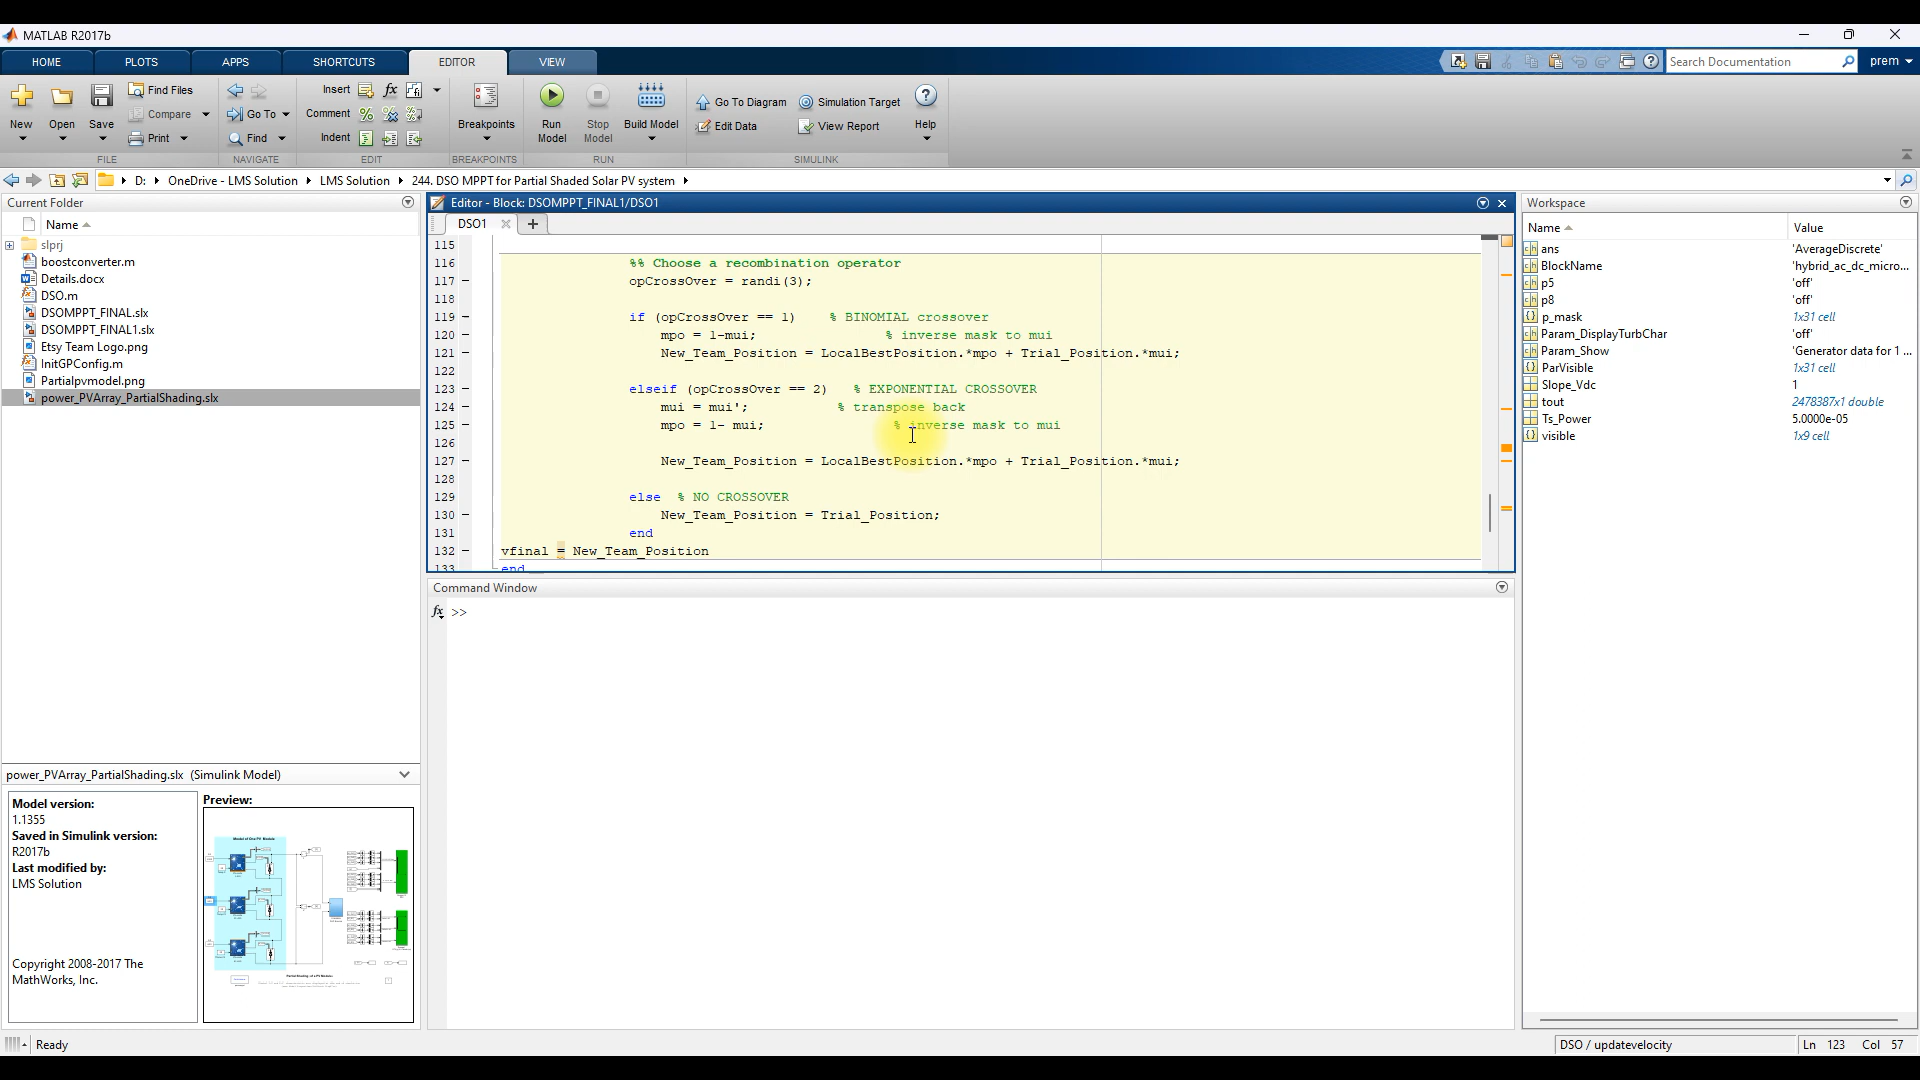 MATLAB R2017b
HOME PLOTS APPS SHORTCUTS EDITOR VIEW
Search Documentation prem
New
Open
Save
Find Files
Compare
Print
FILE
Go To
Find
NAVIGATE
Insert
Comment
Indent
EDIT
Breakpoints
BREAKPOINTS
Run Model
Stop Model
Build Model
RUN
Go To Diagram
Edit Data
Simulation Target
View Report
SIMULINK
Help
D: OneDrive - LMS Solution LMS Solution 244. DSO MPPT for Partial Shaded Solar PV system
Current Folder
Name
slprj
boostconverter.m
Details.docx
DSO.m
DSOMPPT_FINAL.slx
DSOMPPT_FINAL1.slx
Etsy Team Logo.png
InitGPConfig.m
Partialpvmodel.png
power_PVArray_PartialShading.slx
power_PVArray_PartialShading.slx (Simulink Model)
Model version:
1.1355
Saved in Simulink version:
R2017b
Last modified by:
LMS Solution
Copyright 2008-2017 The
MathWorks, Inc.
Preview:
Editor - Block: DSOMPPT_FINAL1/DSO1
DSO1
115
116 %% Choose a recombination operator
117 opCrossOver = randi(3);
118
119 if (opCrossOver == 1) % BINOMIAL crossover
120 mpo = 1-mui; % inverse mask to mui
121 New_Team_Position = LocalBestPosition.*mpo + Trial_Position.*mui;
122
123 elseif (opCrossOver == 2) % EXPONENTIAL CROSSOVER
124 mui = mui'; % transpose back
125 mpo = 1- mui; % inverse mask to mui
126
127 New_Team_Position = LocalBestPosition.*mpo + Trial_Position.*mui;
128
129 else % NO CROSSOVER
130 New_Team_Position = Trial_Position;
131 end
132 vfinal = New_Team_Position
133 end
Command Window
fx >>
Workspace
Name Value
ans 'AverageDiscrete'
BlockName 'hybrid_ac_dc_micro...
p5 'off'
p8 'off'
p_mask 1x31 cell
Param_DisplayTurbChar 'off'
Param_Show 'Generator data for 1 ...
ParVisible 1x31 cell
Slope_Vdc 1
tout 2478387x1 double
Ts_Power 5.0000e-05
visible 1x9 cell
Ready
DSO / updatevelocity Ln 123 Col 57